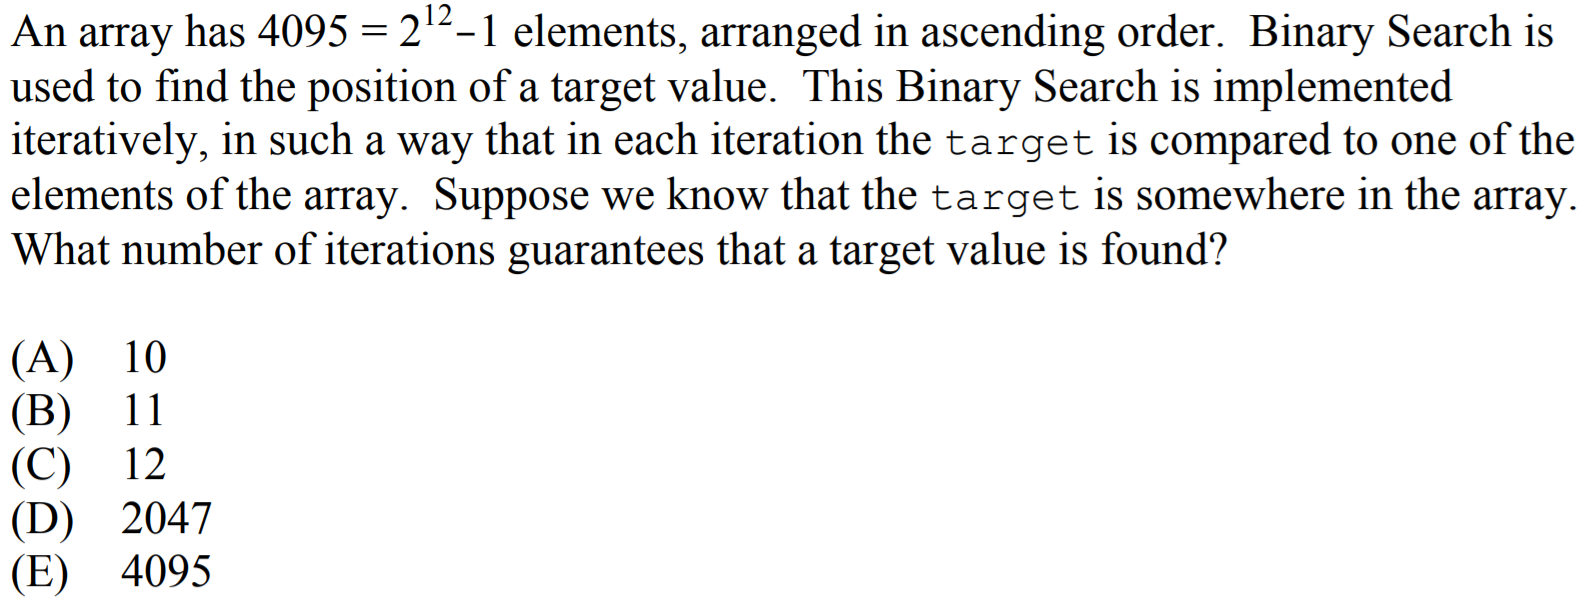 An array has 4095 = 2¹²−1 elements, arranged in ascending order.  Binary Search is
used to find the position of a target value.  This Binary Search is implemented
iteratively, in such a way that in each iteration the target is compared to one of the
elements of the array.  Suppose we know that the target is somewhere in the array.
What number of iterations guarantees that a target value is found?
(A) 10
(B) 11
(C) 12
(D) 2047
(E) 4095